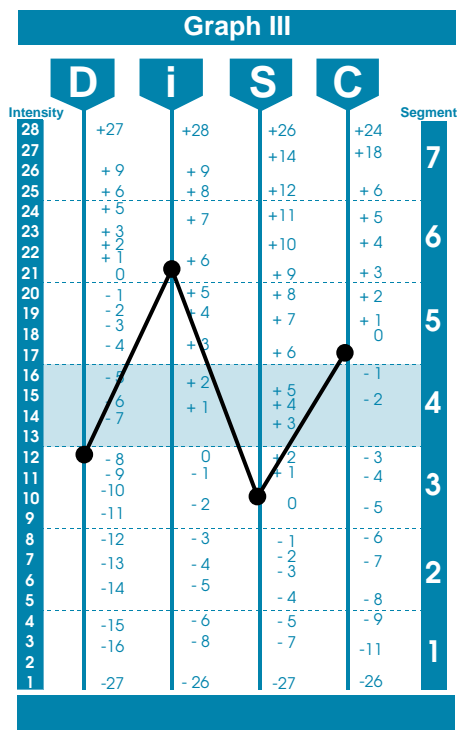 Graph III
D i S C
Intensity Segment
28 +27 +28 +26 +24
27 +14 +18 7
26 + 9 + 9
25 + 6 + 8 +12 + 6
24 + 5 + 7 +11 + 5
23 + 3 6
22 + 2 +10 + 4
+ 1 + 6
21 0 + 9 + 3
20 - 1 + 5 + 8 + 2
19 - 2 + 4 + 7 + 1 5
18 - 3 0
17 - 4 + 3 + 6
16 - 5 + 2 - 1
15 - 6 + 1 + 5 - 2 4
14 - 7 + 4
13 + 3
12 - 8 0 + 2 - 3
11 - 9 - 1 + 1 - 4 3
10 -10 - 2 0 - 5
9 -11
8 -12 - 3 - 1 - 6
7 -13 - 4 - 2 - 7 2
6 -14 - 5 - 3
5 - 4 - 8
4 -15 - 6 - 5 - 9
3 -16 - 8 - 7 -11 1
2
1 -27 - 26 -27 -26